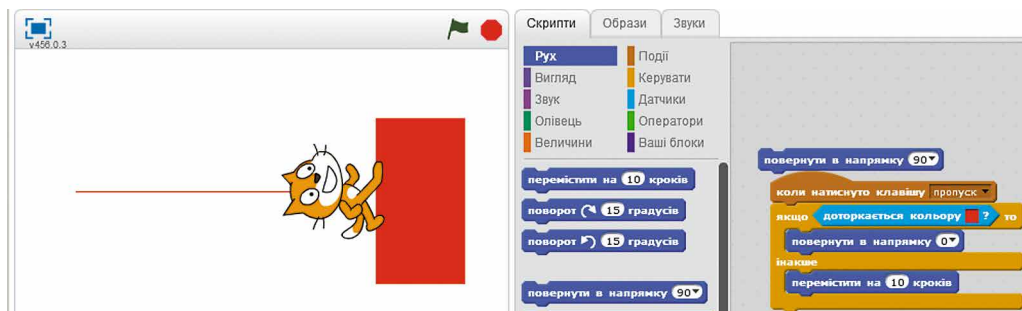 v456.0.3
Скрипти Образи Звуки
Рух Події
Вигляд Керувати
Звук Датчики
Олівець Оператори
Величини Ваші блоки
перемістити на 10 кроків
поворот 15 градусів
поворот 15 градусів
повернути в напрямку 90
повернути в напрямку 90
коли натиснуто клавішу пропуск
якщо доторкається кольору ? то
повернути в напрямку 0
інакше
перемістити на 10 кроків